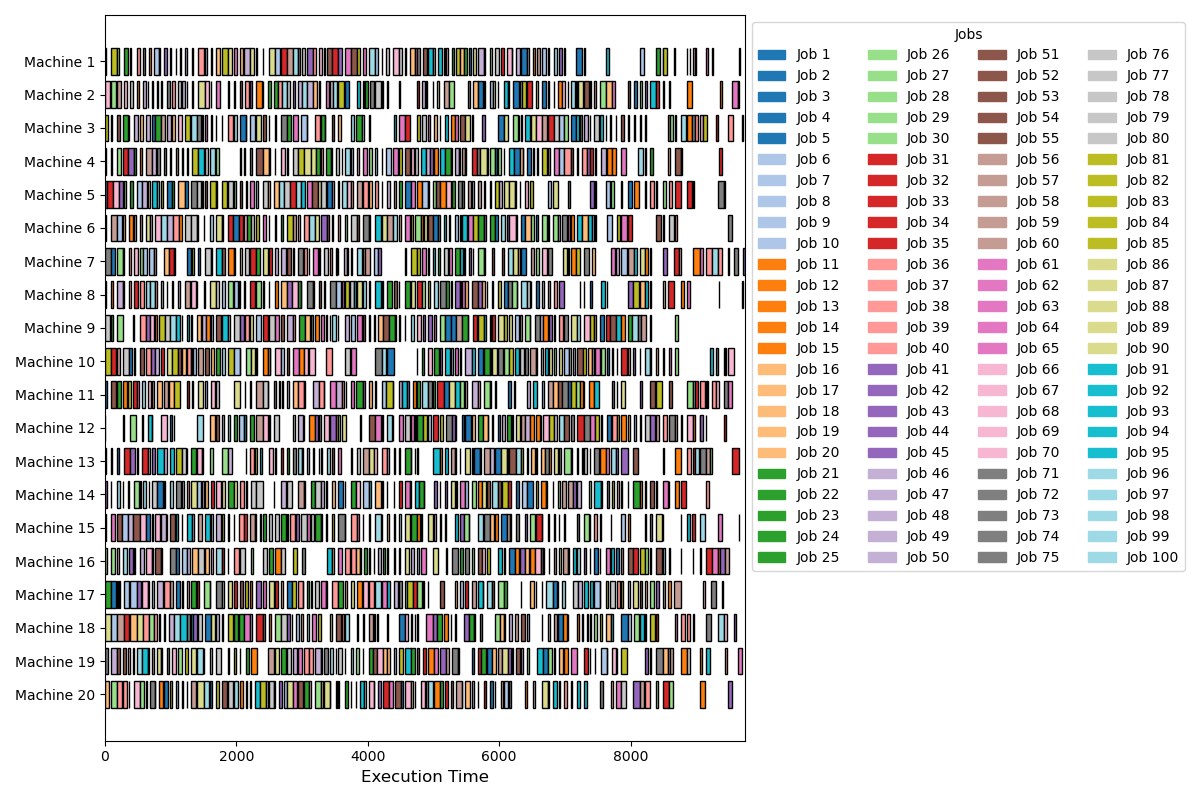 Machine 1
Machine 2
Machine 3
Machine 4
Machine 5
Machine 6
Machine 7
Machine 8
Machine 9
Machine 10
Machine 11
Machine 12
Machine 13
Machine 14
Machine 15
Machine 16
Machine 17
Machine 18
Machine 19
Machine 20
0 2000 4000 6000 8000
Execution Time
Jobs
Job 1 Job 26 Job 51 Job 76
Job 2 Job 27 Job 52 Job 77
Job 3 Job 28 Job 53 Job 78
Job 4 Job 29 Job 54 Job 79
Job 5 Job 30 Job 55 Job 80
Job 6 Job 31 Job 56 Job 81
Job 7 Job 32 Job 57 Job 82
Job 8 Job 33 Job 58 Job 83
Job 9 Job 34 Job 59 Job 84
Job 10 Job 35 Job 60 Job 85
Job 11 Job 36 Job 61 Job 86
Job 12 Job 37 Job 62 Job 87
Job 13 Job 38 Job 63 Job 88
Job 14 Job 39 Job 64 Job 89
Job 15 Job 40 Job 65 Job 90
Job 16 Job 41 Job 66 Job 91
Job 17 Job 42 Job 67 Job 92
Job 18 Job 43 Job 68 Job 93
Job 19 Job 44 Job 69 Job 94
Job 20 Job 45 Job 70 Job 95
Job 21 Job 46 Job 71 Job 96
Job 22 Job 47 Job 72 Job 97
Job 23 Job 48 Job 73 Job 98
Job 24 Job 49 Job 74 Job 99
Job 25 Job 50 Job 75 Job 100